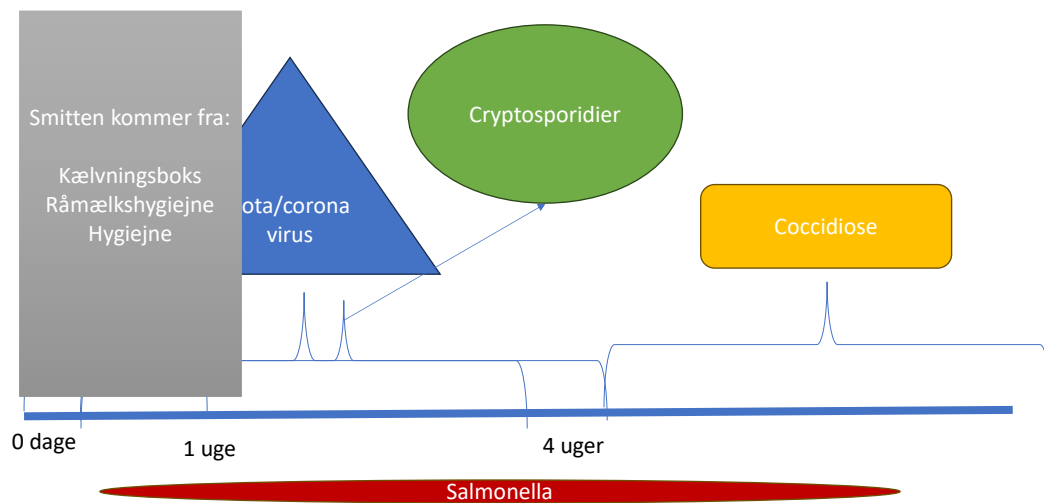 Smitten kommer fra:
Kælvningsboks
Råmælkshygiejne
Hygiejne
ota/corona
virus
Cryptosporidier
Coccidiose
0 dage
1 uge
4 uger
Salmonella